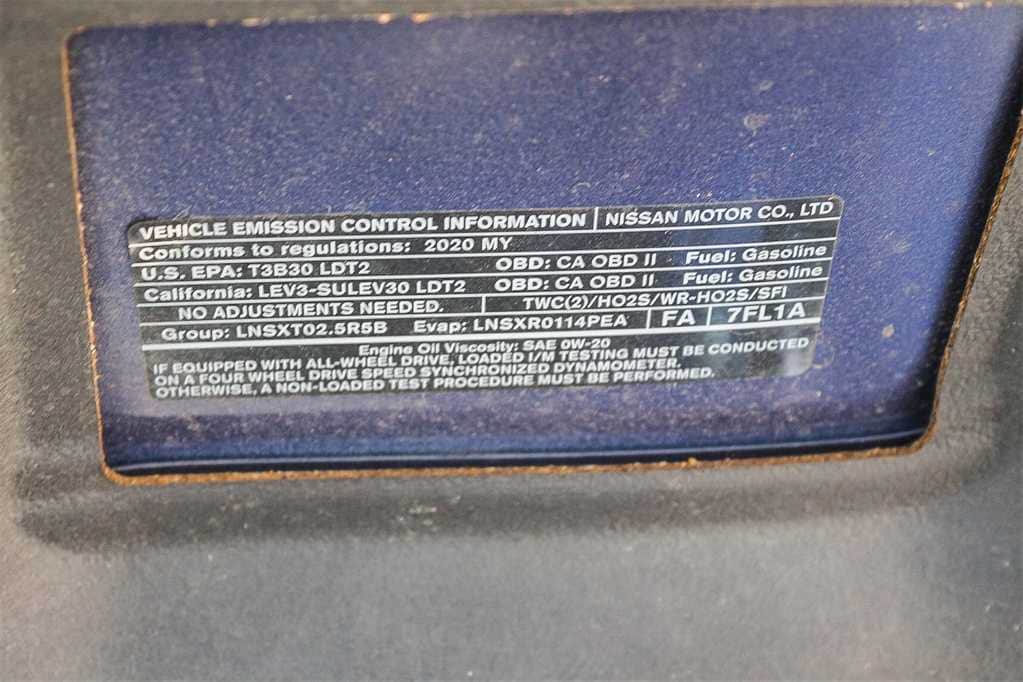 VEHICLE EMISSION CONTROL INFORMATION NISSAN MOTOR CO., LTD
Conforms to regulations: 2020 MY
U.S. EPA: T3B30 LDT2 OBD: CA OBD II Fuel: Gasoline
California: LEV3-SULEV30 LDT2 OBD: CA OBD II Fuel: Gasoline
NO ADJUSTMENTS NEEDED. TWC(2)/HO2S/WR-HO2S/SFI
Group: LNSXT02.5R5B Evap: LNSXR0114PEA FA 7FL1A
Engine Oil Viscosity: SAE 0W-20
IF EQUIPPED WITH ALL-WHEEL DRIVE, LOADED I/M TESTING MUST BE CONDUCTED
ON A FOUR WHEEL DRIVE SPEED SYNCHRONIZED DYNAMOMETER.
OTHERWISE, A NON-LOADED TEST PROCEDURE MUST BE PERFORMED.